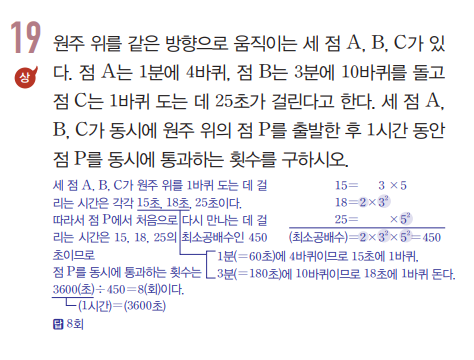 19
상
원주 위를 같은 방향으로 움직이는 세 점 A, B, C가 있
다. 점 A는 1분에 4바퀴, 점 B는 3분에 10바퀴를 돌고
점 C는 1바퀴 도는 데 25초가 걸린다고 한다. 세 점 A,
B, C가 동시에 원주 위의 점 P를 출발한 후 1시간 동안
점 P를 동시에 통과하는 횟수를 구하시오.
세 점 A, B, C가 원주 위를 1바퀴 도는 데 걸
리는 시간은 각각 15초, 18초, 25초이다.
따라서 점 P에서 처음으로 다시 만나는 데 걸
리는 시간은 15, 18, 25의 최소공배수인 450
초이므로
점 P를 동시에 통과하는 횟수는
3600(초)÷450=8(회)이다.
(1시간)=(3600초)
답 8회
15= 3 ×5
18=2×3²
25= ×5²
(최소공배수)=2×3²×5²=450
1분(=60초)에 4바퀴이므로 15초에 1바퀴.
3분(=180초)에 10바퀴이므로 18초에 1바퀴 돈다.